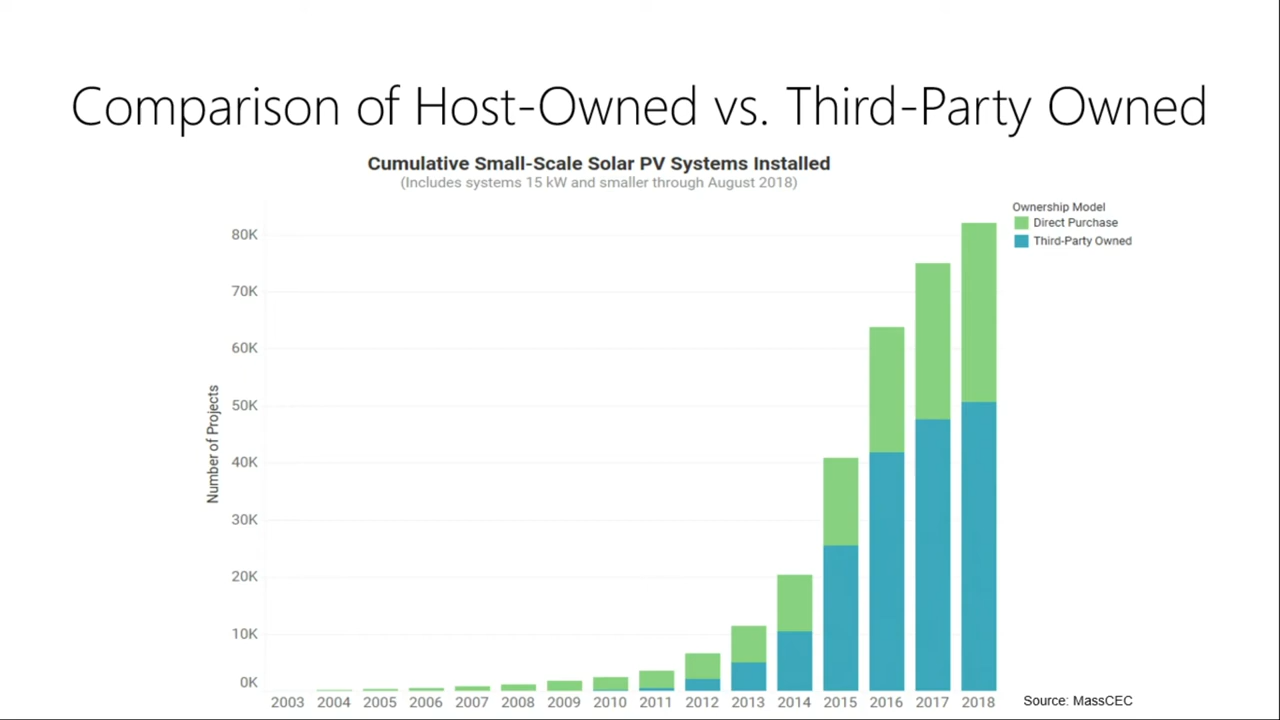 Comparison of Host-Owned vs. Third-Party Owned
Cumulative Small-Scale Solar PV Systems Installed
(Includes systems 15 kW and smaller through August 2018)
Ownership Model
Direct Purchase
Third-Party Owned
Number of Projects
80K
70K
60K
50K
40K
30K
20K
10K
0K
2003 2004 2005 2006 2007 2008 2009 2010 2011 2012 2013 2014 2015 2016 2017 2018
Source: MassCEC